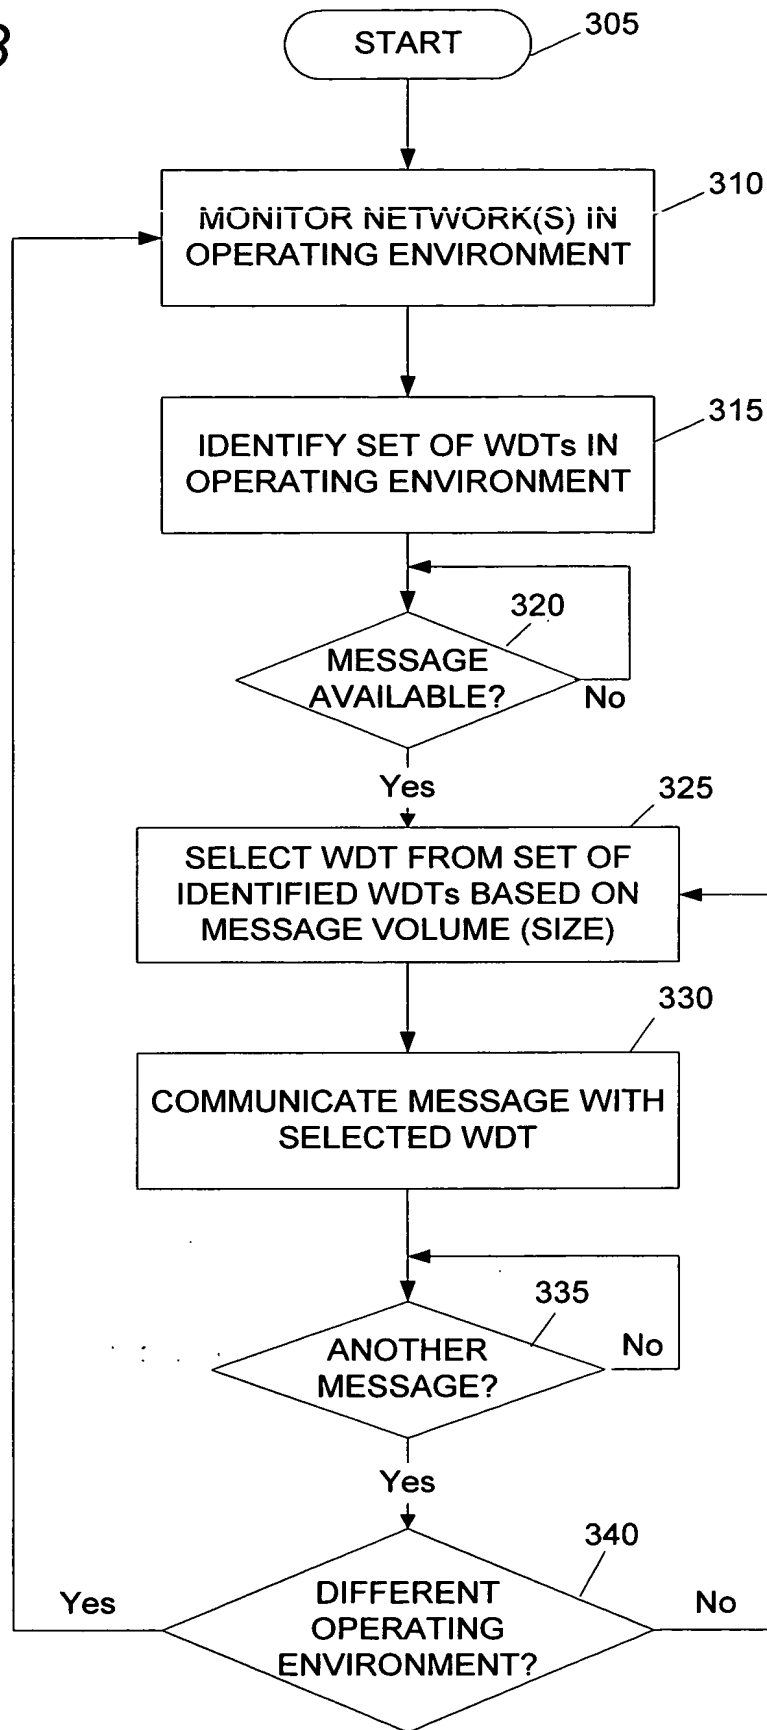 START
305
310
MONITOR NETWORK(S) IN
OPERATING ENVIRONMENT
315
IDENTIFY SET OF WDTs IN
OPERATING ENVIRONMENT
320
MESSAGE
AVAILABLE?
No
Yes
325
SELECT WDT FROM SET OF
IDENTIFIED WDTs BASED ON
MESSAGE VOLUME (SIZE)
330
COMMUNICATE MESSAGE WITH
SELECTED WDT
335
ANOTHER
MESSAGE?
No
Yes
340
Yes
DIFFERENT
OPERATING
ENVIRONMENT?
No